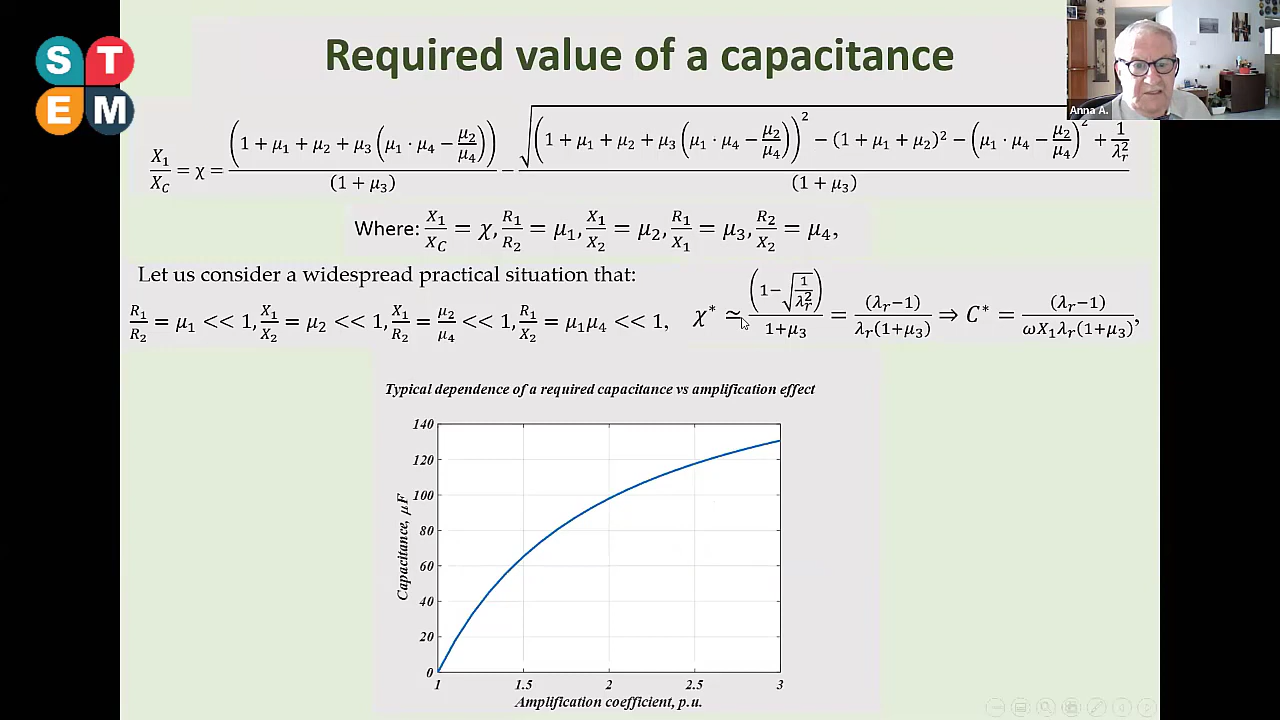 S T
E M
Required value of a capacitance
Anna A.
X₁/X_C = χ = (1 + μ₁ + μ₂ + μ₃(μ₁ · μ₄ − μ₂/μ₄))/(1 + μ₃) − √((1 + μ₁ + μ₂ + μ₃(μ₁ · μ₄ − μ₂/μ₄))² − (1 + μ₁ + μ₂)² − (μ₁ · μ₄ − μ₂/μ₄)² + 1/λᵣ²)/(1 + μ₃)
Where: X₁/X_C = χ, R₁/R₂ = μ₁, X₁/X₂ = μ₂, R₁/X₁ = μ₃, R₂/X₂ = μ₄,
Let us consider a widespread practical situation that:
R₁/R₂ = μ₁ << 1, X₁/X₂ = μ₂ << 1, X₁/R₂ = μ₂/μ₄ << 1, R₁/X₂ = μ₁μ₄ << 1,
χ* ≃ (1−√(1/λᵣ²))/(1+μ₃) = (λᵣ−1)/(λᵣ(1+μ₃)) ⇒ C* = (λᵣ−1)/(ωX₁λᵣ(1+μ₃)),
Typical dependence of a required capacitance vs amplification effect
Capacitance, μF
140
120
100
80
60
40
20
0
1 1.5 2 2.5 3
Amplification coefficient, p.u.